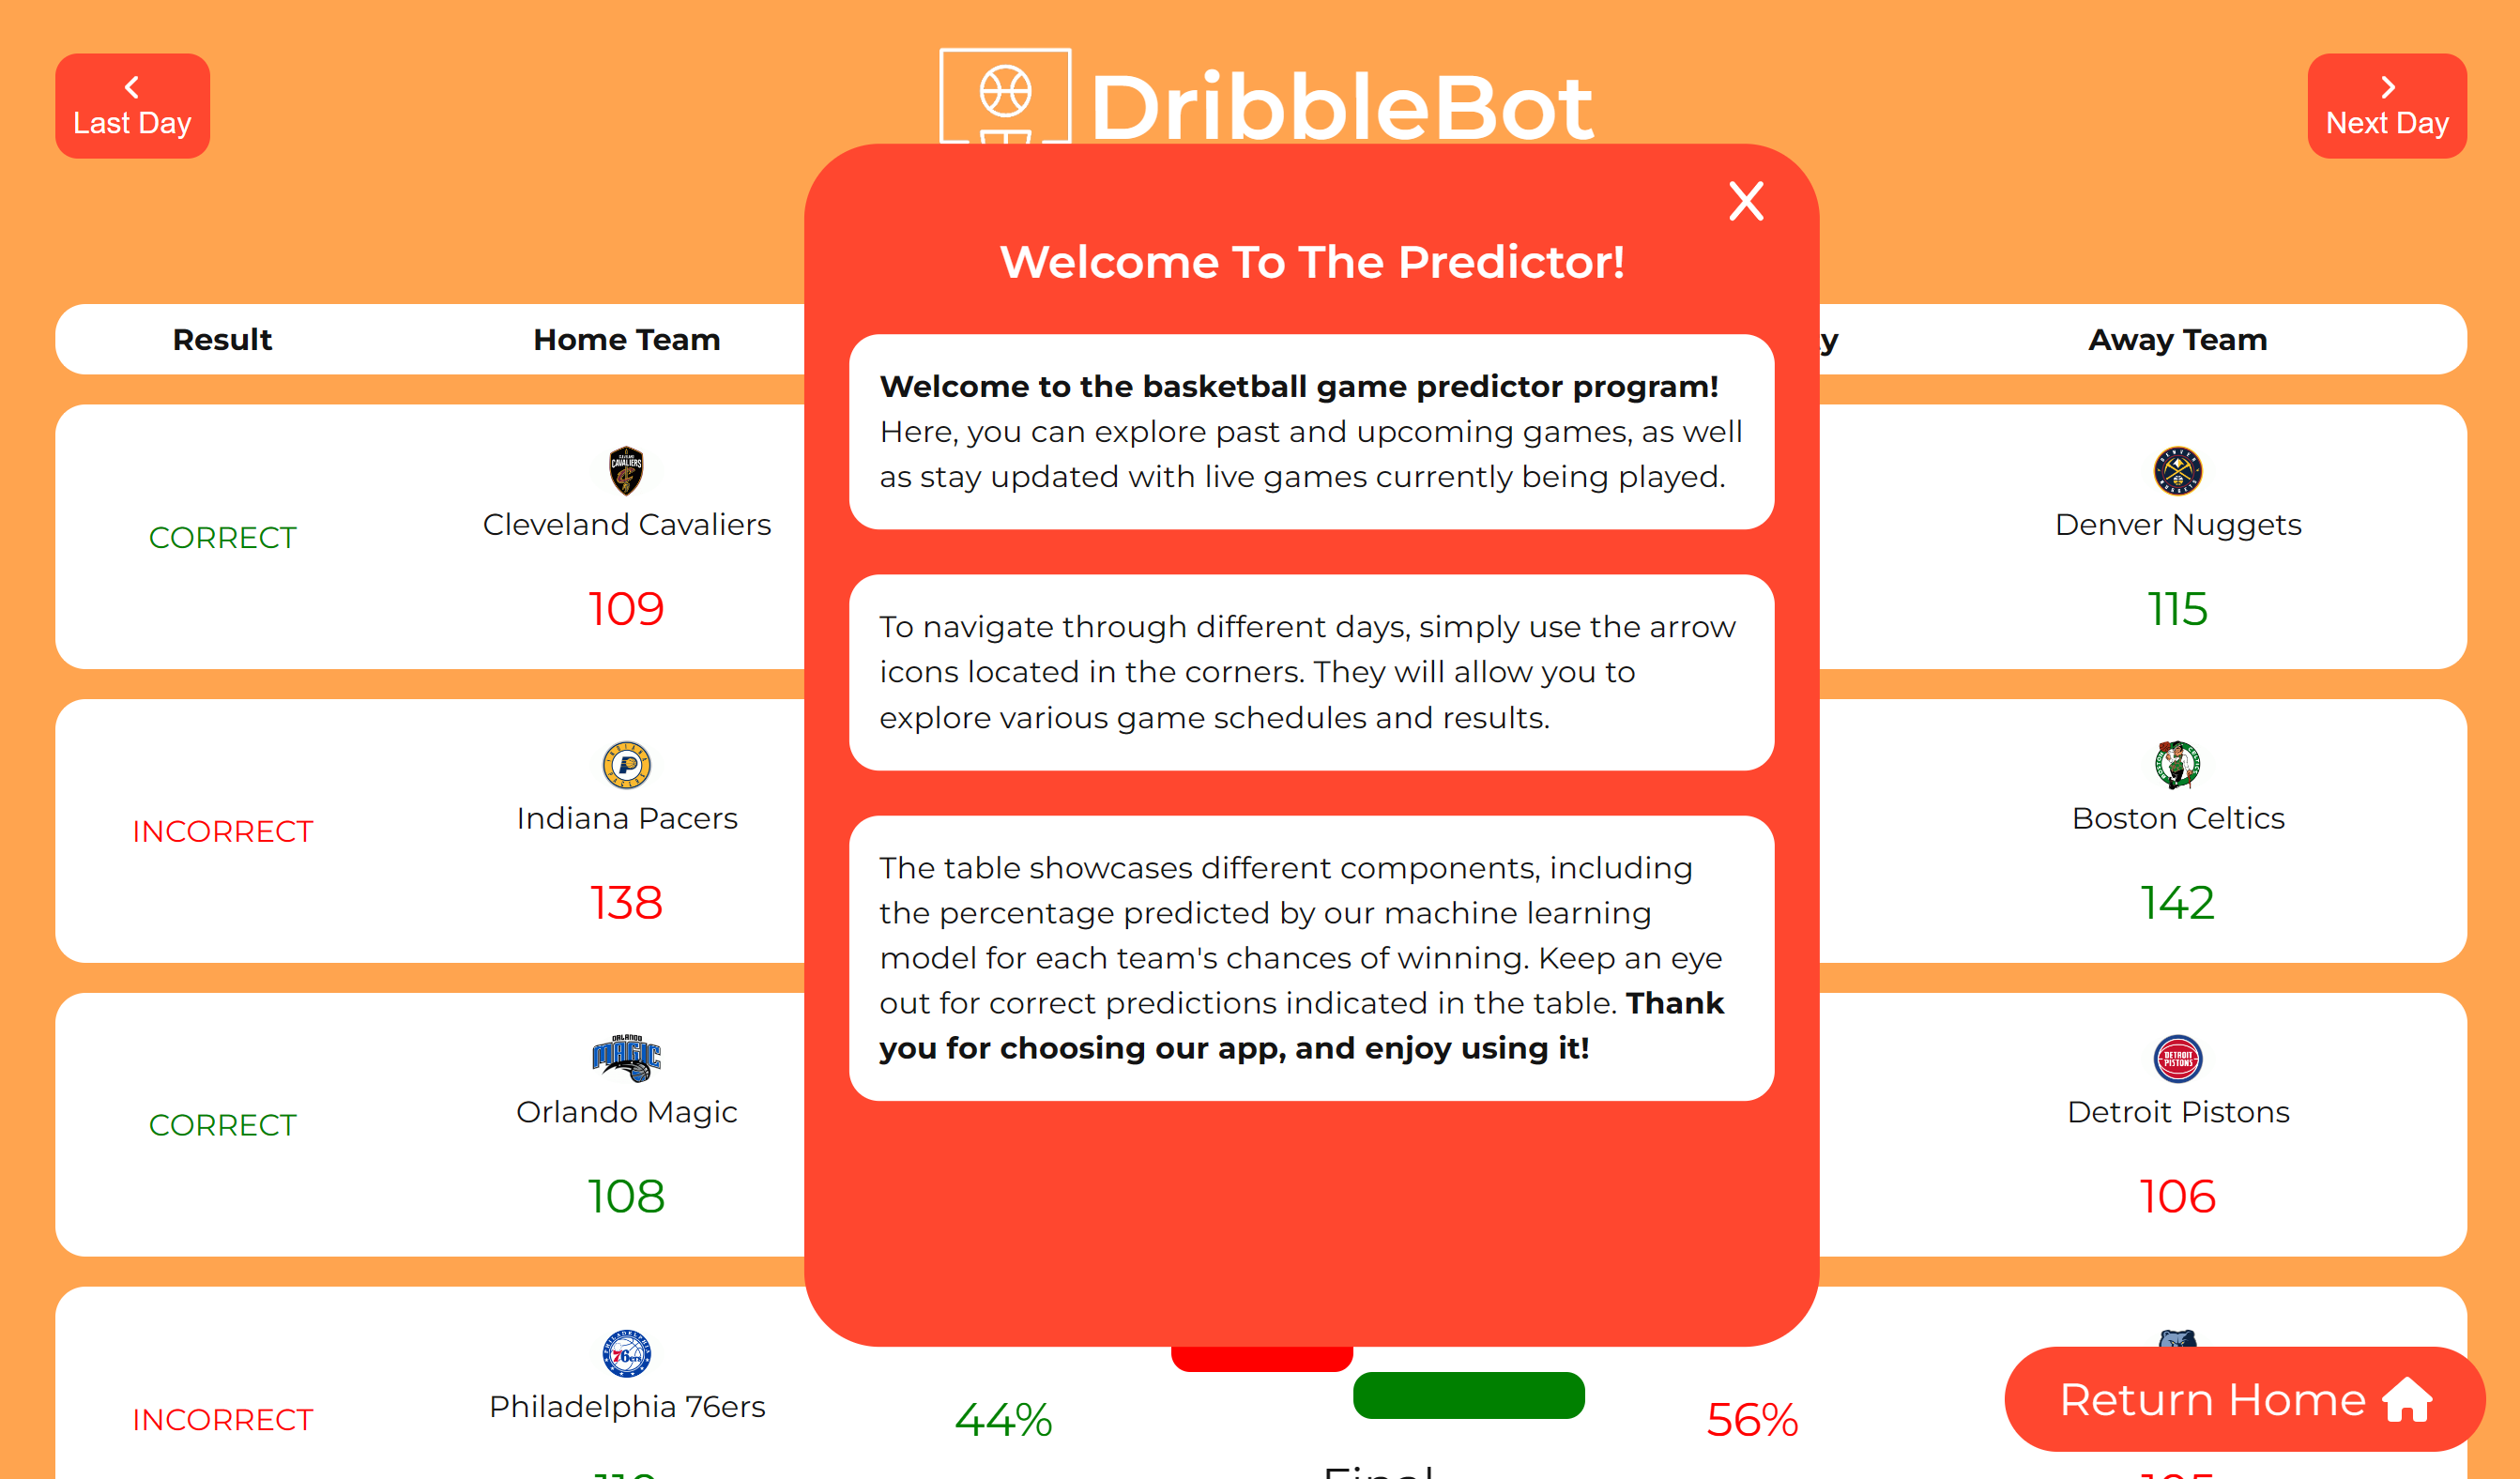 Last Day
DribbleBot
Next Day
Welcome To The Predictor!
Result
Home Team
y
Away Team
Welcome to the basketball game predictor program!
Here, you can explore past and upcoming games, as well
as stay updated with live games currently being played.
CORRECT
Cleveland Cavaliers
109
Denver Nuggets
115
To navigate through different days, simply use the arrow
icons located in the corners. They will allow you to
explore various game schedules and results.
INCORRECT
Indiana Pacers
138
Boston Celtics
142
The table showcases different components, including
the percentage predicted by our machine learning
model for each team's chances of winning. Keep an eye
out for correct predictions indicated in the table. Thank
you for choosing our app, and enjoy using it!
CORRECT
ORLANDO
MAGIC
Orlando Magic
108
DETROIT
PISTONS
Detroit Pistons
106
INCORRECT
76ers
Philadelphia 76ers
44%
56%
Return Home
Final